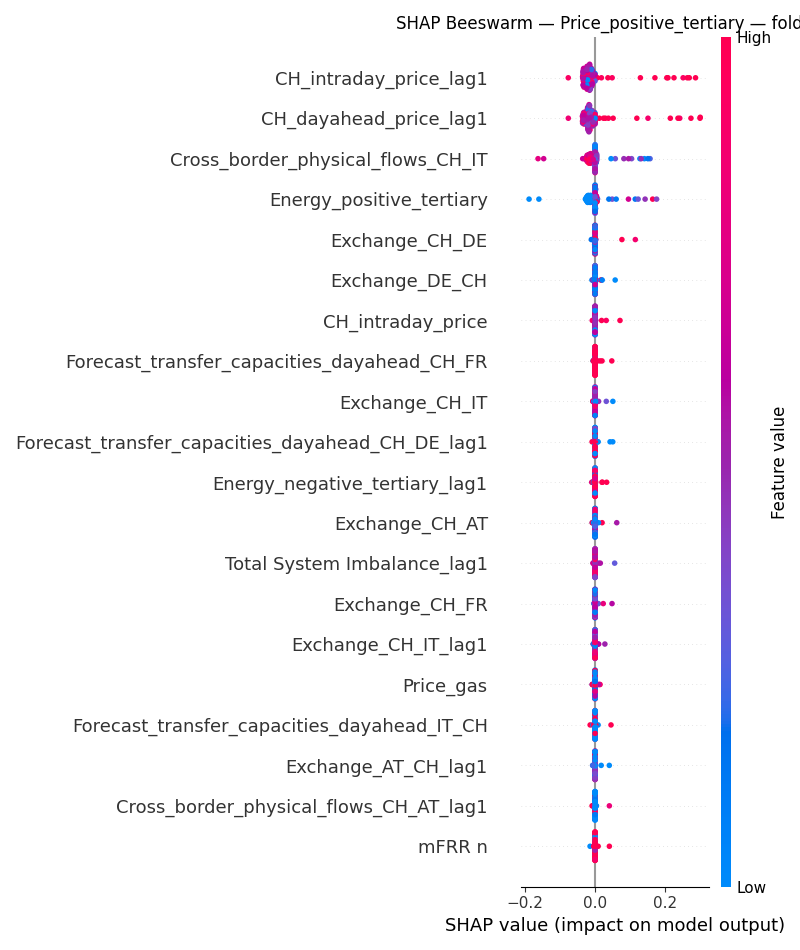 SHAP Beeswarm — Price_positive_tertiary — fold
High
CH_intraday_price_lag1
CH_dayahead_price_lag1
Cross_border_physical_flows_CH_IT
Energy_positive_tertiary
Exchange_CH_DE
Exchange_DE_CH
CH_intraday_price
Forecast_transfer_capacities_dayahead_CH_FR
Exchange_CH_IT
Forecast_transfer_capacities_dayahead_CH_DE_lag1
Energy_negative_tertiary_lag1
Exchange_CH_AT
Total System Imbalance_lag1
Exchange_CH_FR
Exchange_CH_IT_lag1
Price_gas
Forecast_transfer_capacities_dayahead_IT_CH
Exchange_AT_CH_lag1
Cross_border_physical_flows_CH_AT_lag1
mFRR n
Feature value
Low
−0.2 0.0 0.2
SHAP value (impact on model output)